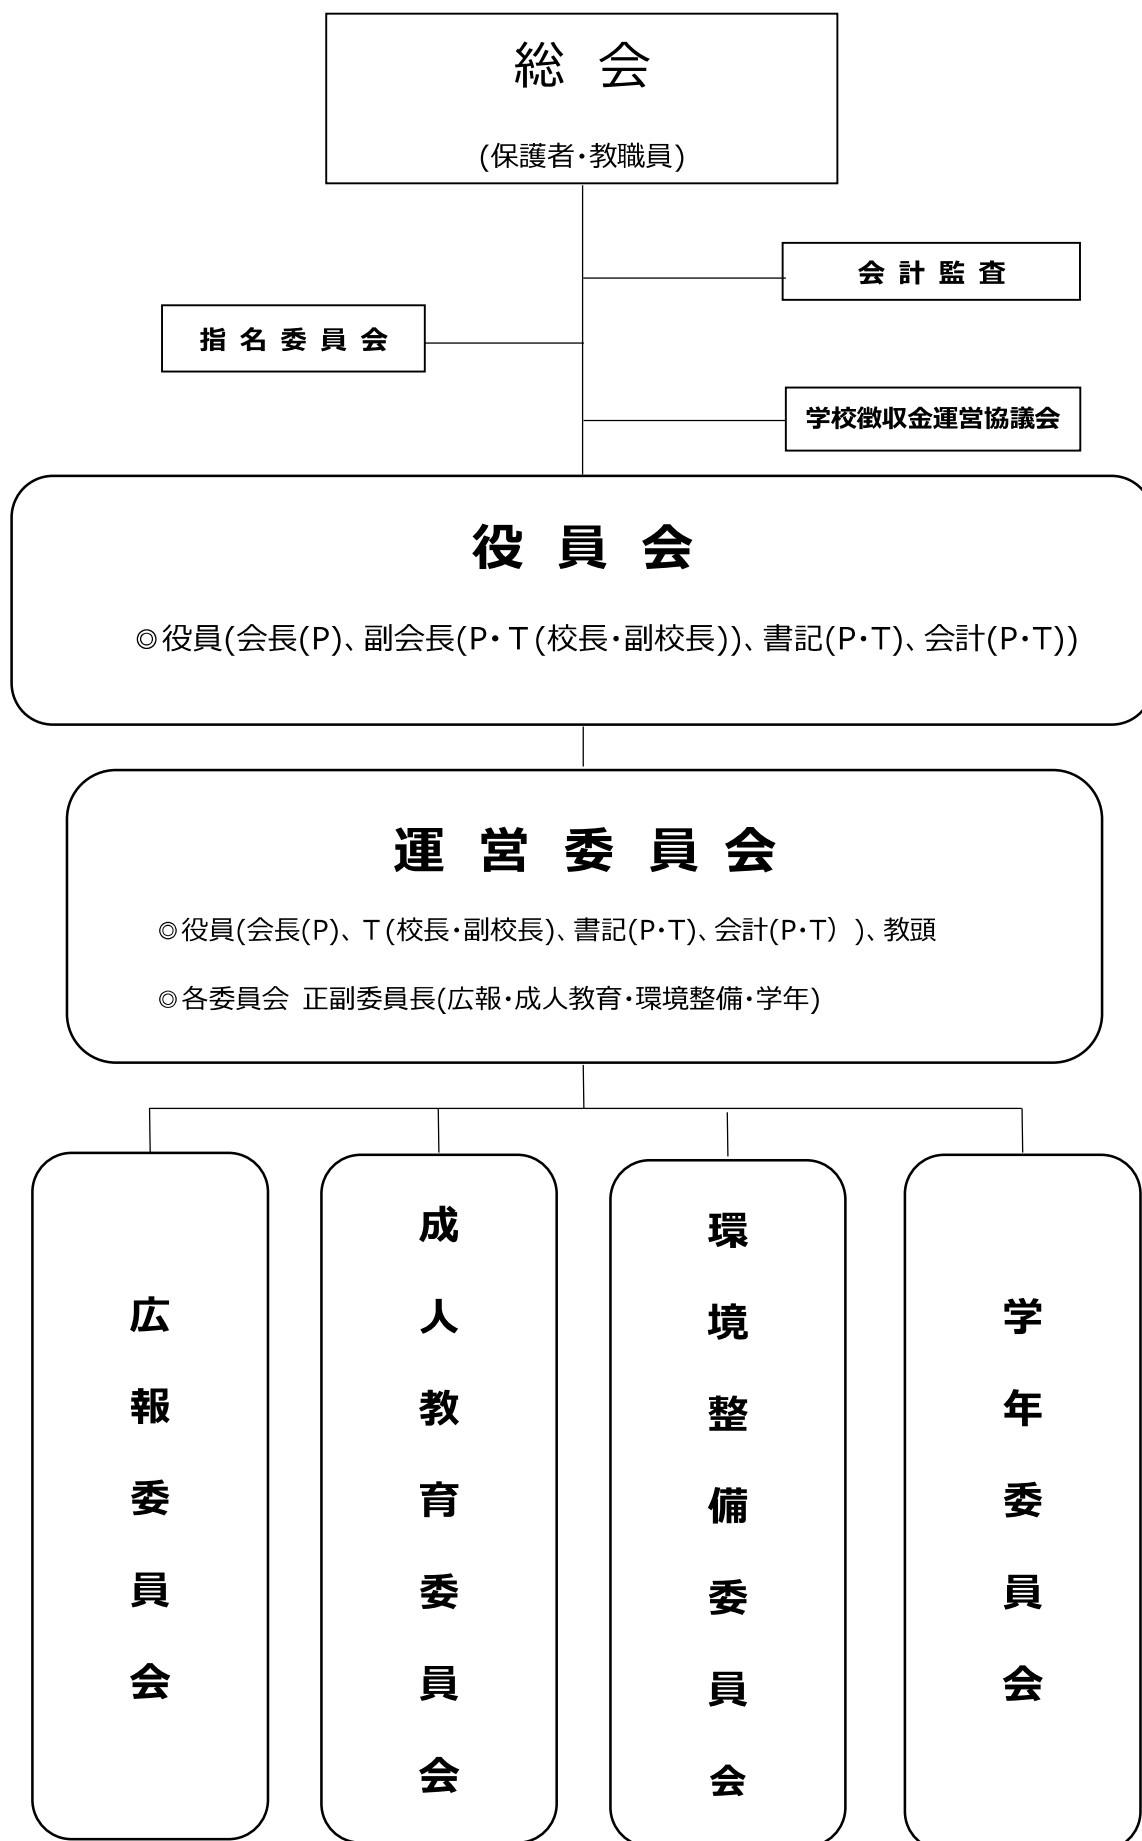 総 会
(保護者・教職員)
会 計 監 査
指 名 委 員 会
学校徴収金運営協議会
役 員 会
◎役員(会長(P)、副会長(P・T(校長・副校長))、書記(P・T)、会計(P・T))
運 営 委 員 会
◎役員(会長(P)、T(校長・副校長)、書記(P・T)、会計(P・T））、教頭
◎各委員会 正副委員長(広報・成人教育・環境整備・学年)
広報委員会
成人教育委員会
環境整備委員会
学年委員会